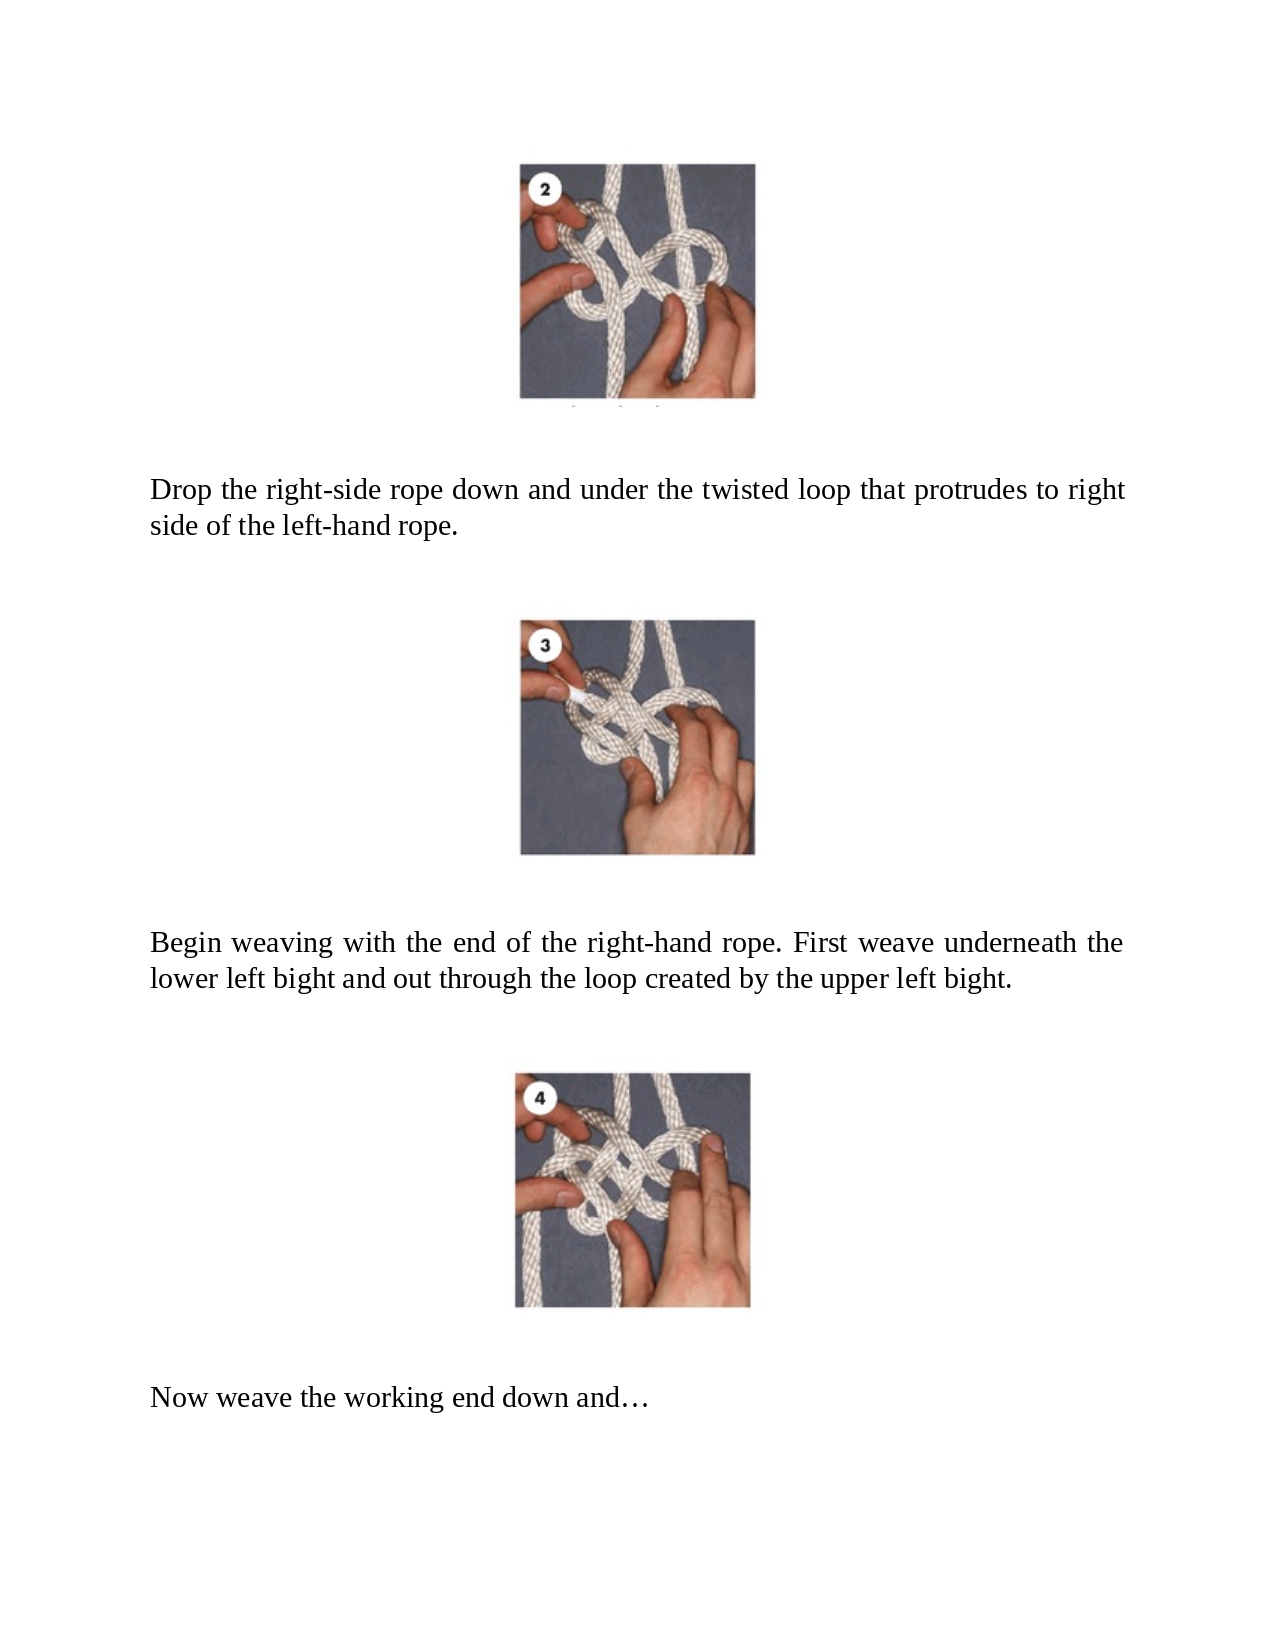 2
Drop the right-side rope down and under the twisted loop that protrudes to right
side of the left-hand rope.
3
Begin weaving with the end of the right-hand rope. First weave underneath the
lower left bight and out through the loop created by the upper left bight.
4
Now weave the working end down and…